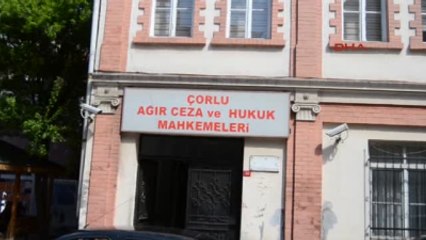 ÇORLU
AĞIR CEZA ve HUKUK
MAHKEMELERİ
DHA